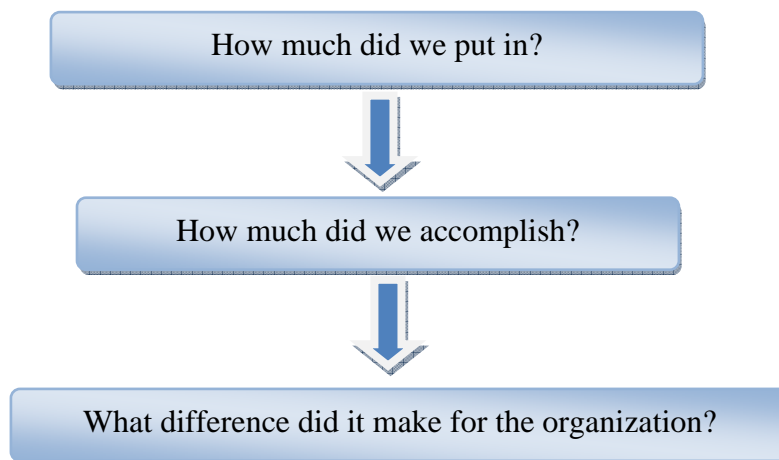 How much did we put in?
How much did we accomplish?
What difference did it make for the organization?